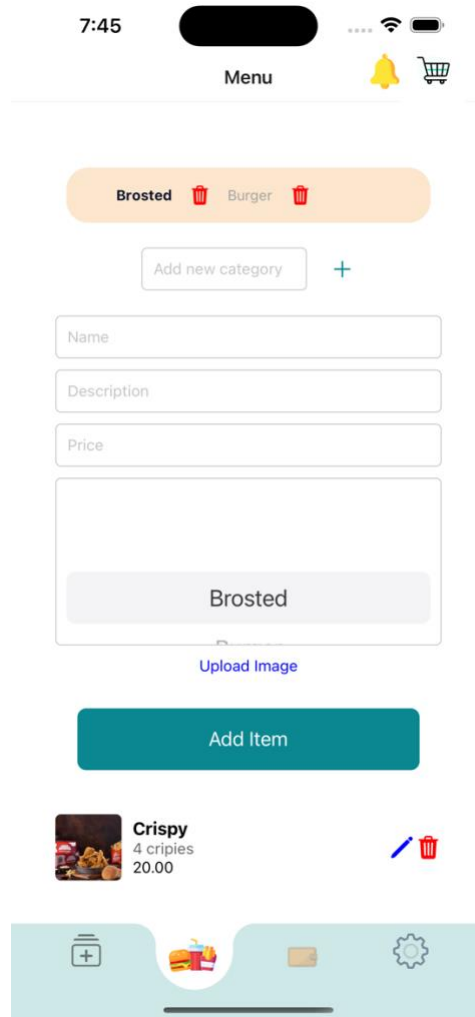 7:45
Menu
Brosted Burger
Add new category +
Name
Description
Price
Brosted
Upload Image
Add Item
Crispy
4 cripies
20.00